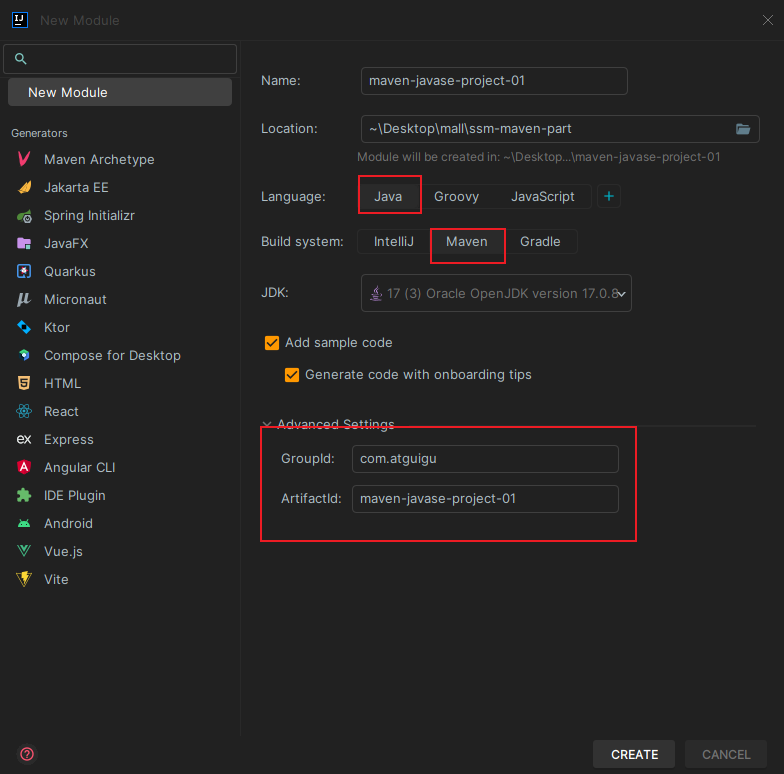 New Module
New Module
Generators
Maven Archetype
Jakarta EE
Spring Initializr
JavaFX
Quarkus
Micronaut
Ktor
Compose for Desktop
HTML
React
Express
Angular CLI
IDE Plugin
Android
Vue.js
Vite
Name: maven-javase-project-01
Location: ~\Desktop\mall\ssm-maven-part
Module will be created in: ~\Desktop...\maven-javase-project-01
Language: Java Groovy JavaScript +
Build system: IntelliJ Maven Gradle
JDK: 17 (3) Oracle OpenJDK version 17.0.8
Add sample code
Generate code with onboarding tips
Advanced Settings
GroupId: com.atguigu
ArtifactId: maven-javase-project-01
? CREATE CANCEL